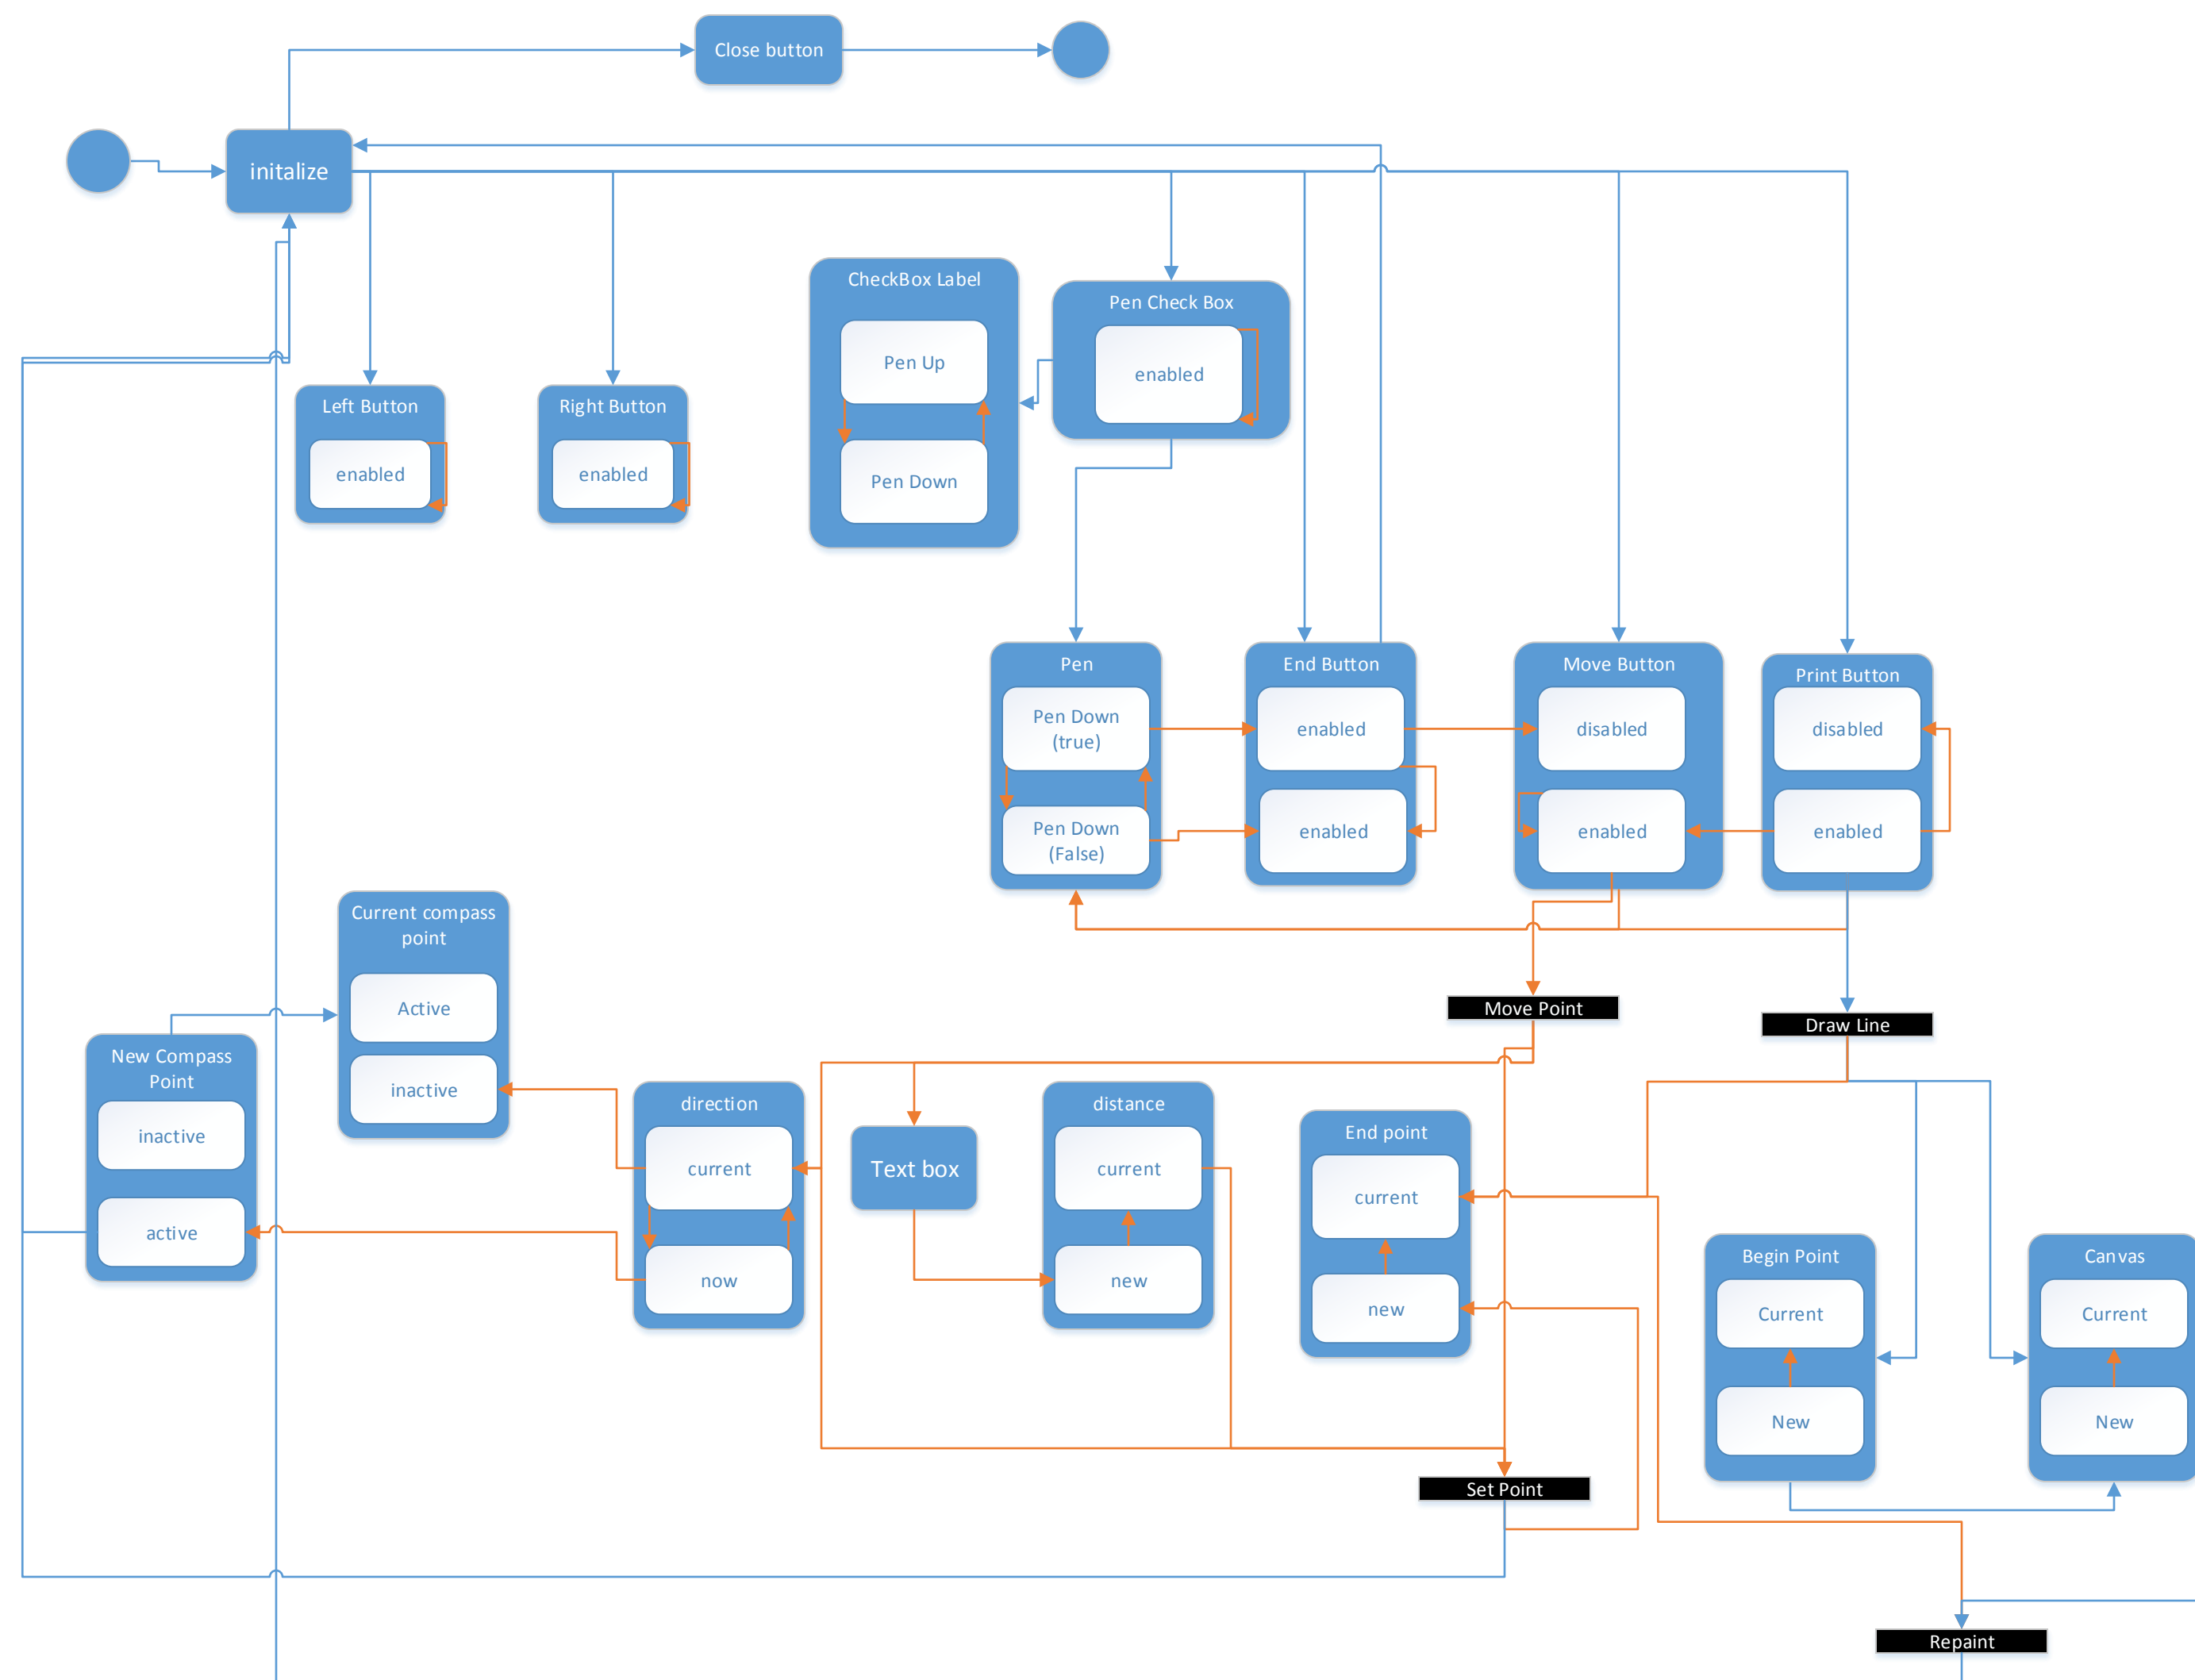 Close button
initalize
CheckBox Label
Pen Up
Pen Down
Pen Check Box
enabled
Left Button
enabled
Right Button
enabled
Pen
Pen Down
(true)
Pen Down
(False)
End Button
enabled
enabled
Move Button
disabled
enabled
Print Button
disabled
enabled
Current compass
point
Active
inactive
Move Point
Draw Line
New Compass
Point
inactive
active
direction
current
now
Text box
distance
current
new
End point
current
new
Begin Point
Current
New
Canvas
Current
New
Set Point
Repaint